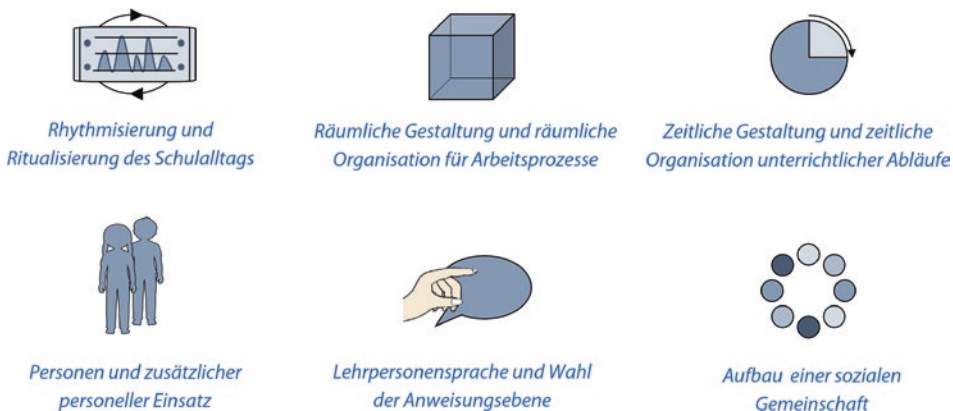 Rhythmisierung und
Ritualisierung des Schulalltags
Räumliche Gestaltung und räumliche
Organisation für Arbeitsprozesse
Zeitliche Gestaltung und zeitliche
Organisation unterrichtlicher Abläufe
Personen und zusätzlicher
personeller Einsatz
Lehrpersonensprache und Wahl
der Anweisungsebene
Aufbau einer sozialen
Gemeinschaft